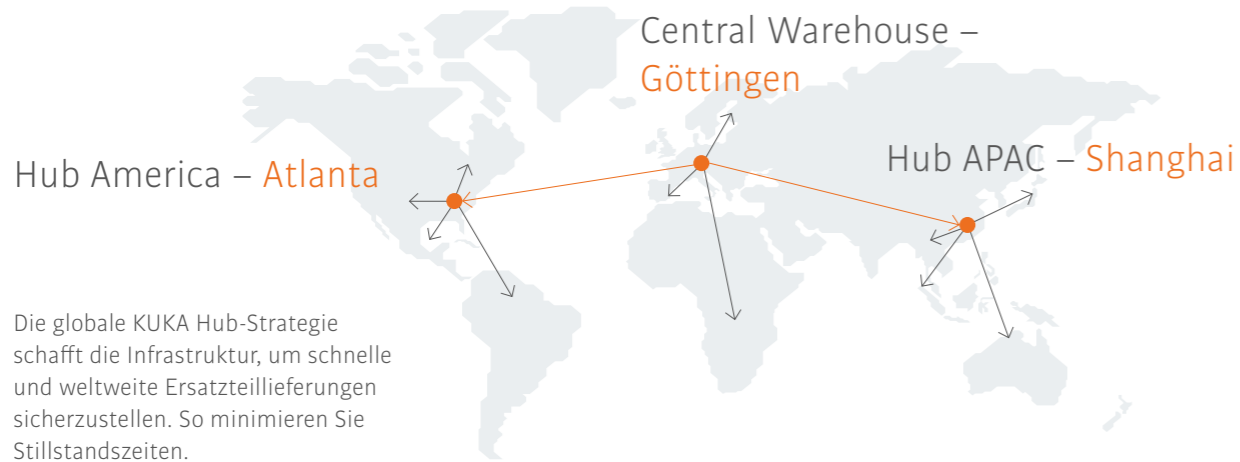 Central Warehouse –
Göttingen
Hub America – Atlanta
Hub APAC – Shanghai
Die globale KUKA Hub-Strategie
schafft die Infrastruktur, um schnelle
und weltweite Ersatzteillieferungen
sicherzustellen. So minimieren Sie
Stillstandszeiten.